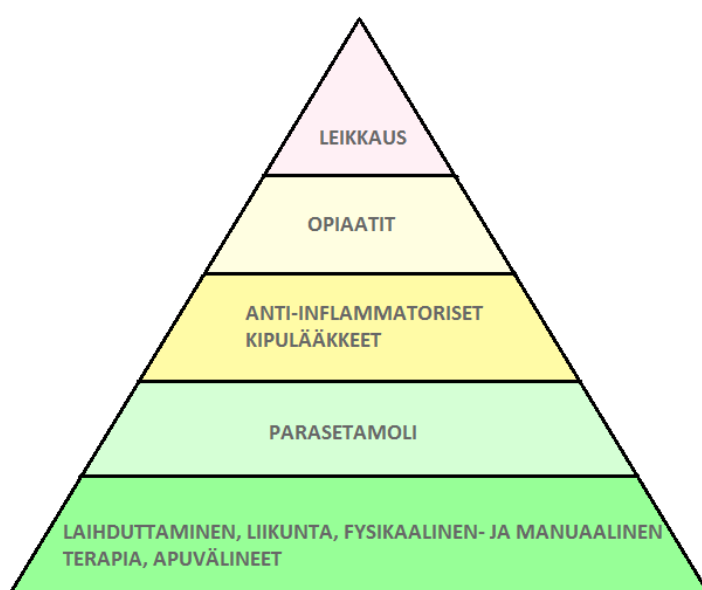 LEIKKAUS
OPIAATIT
ANTI-INFLAMMATORISET
KIPULÄÄKKEET
PARASETAMOLI
LAIHDUTTAMINEN, LIIKUNTA, FYSIKAALINEN- JA MANUAALINEN
TERAPIA, APUVÄLINEET